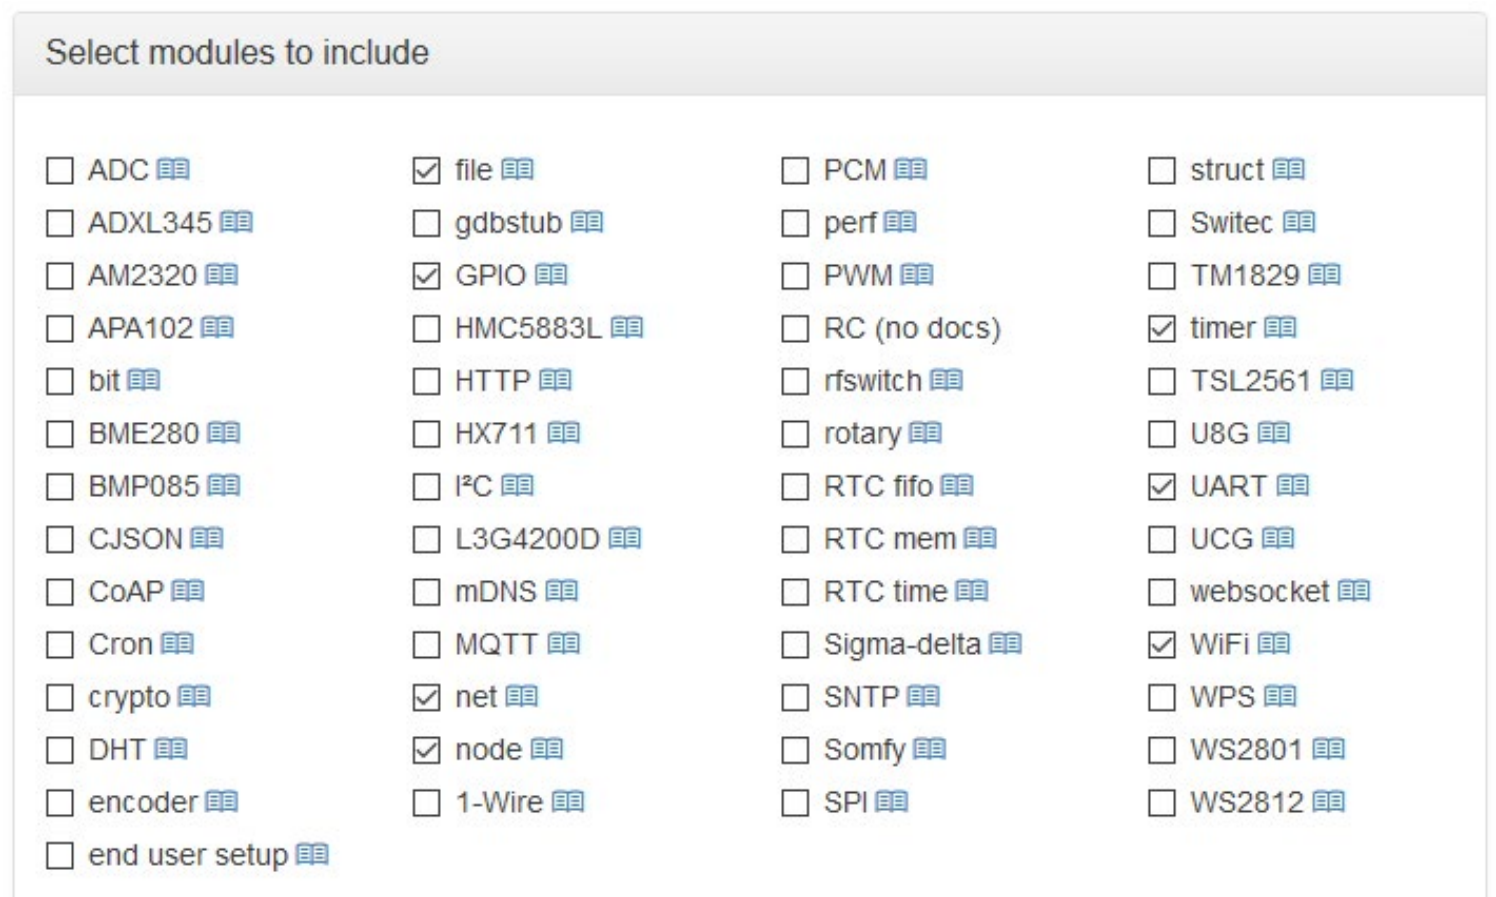 Select modules to include
ADC
ADXL345
AM2320
APA102
bit
BME280
BMP085
CJSON
CoAP
Cron
crypto
DHT
encoder
end user setup
file
gdbstub
GPIO
HMC5883L
HTTP
HX711
I²C
L3G4200D
mDNS
MQTT
net
node
1-Wire
PCM
perf
PWM
RC (no docs)
rfswitch
rotary
RTC fifo
RTC mem
RTC time
Sigma-delta
SNTP
Somfy
SPI
struct
Switec
TM1829
timer
TSL2561
U8G
UART
UCG
websocket
WiFi
WPS
WS2801
WS2812